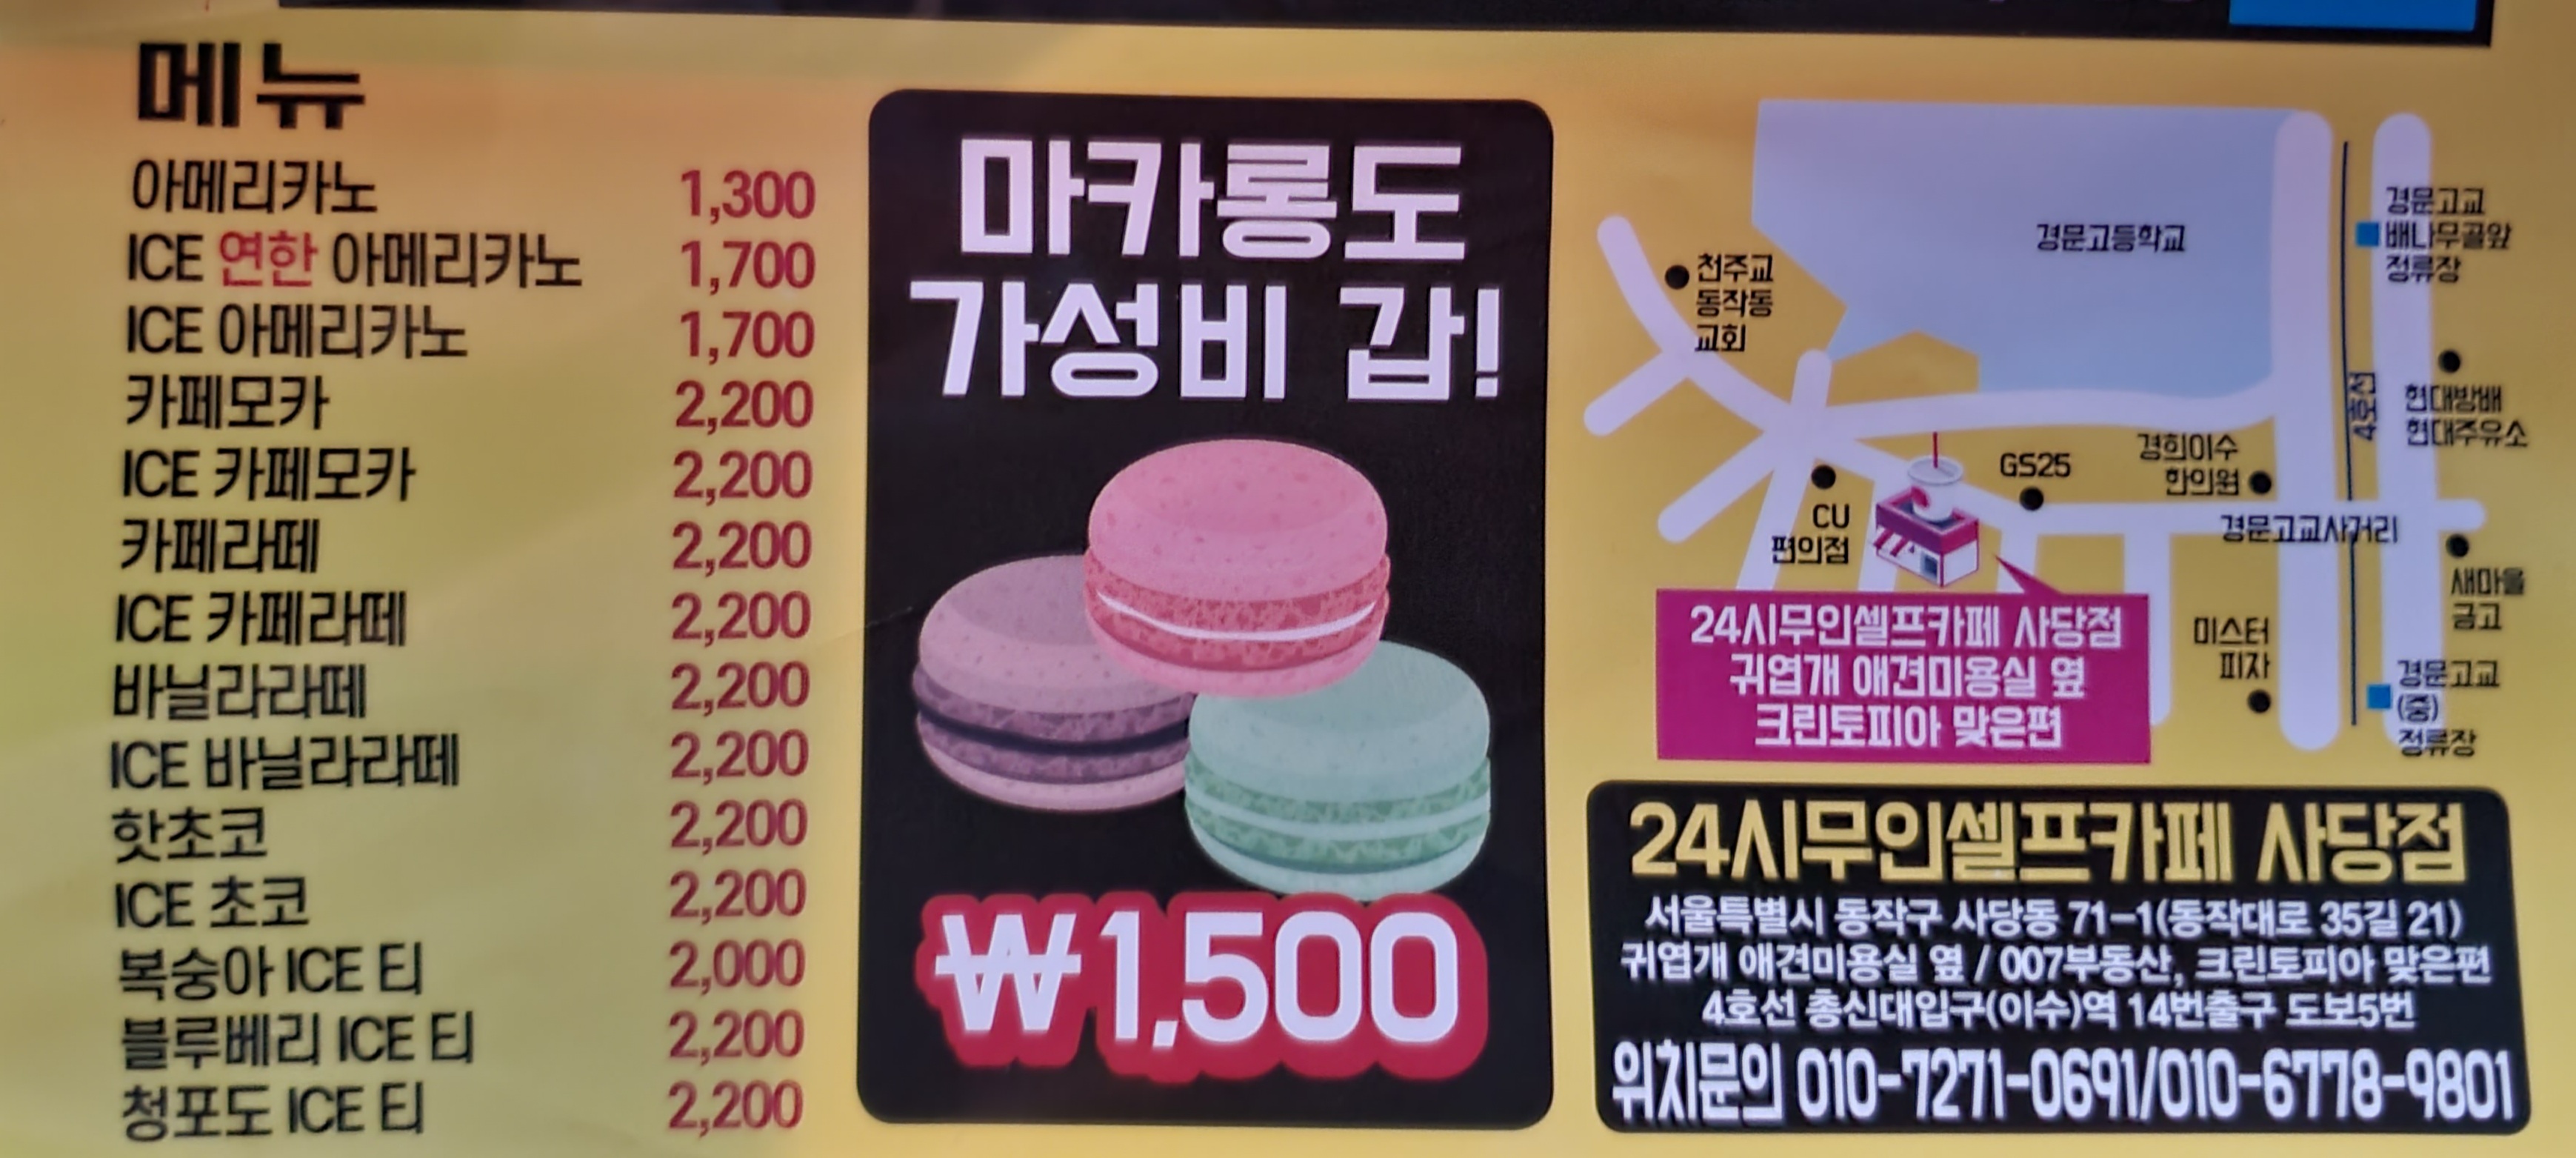 메뉴
아메리카노 1,300
ICE 연한 아메리카노 1,700
ICE 아메리카노 1,700
카페모카 2,200
ICE 카페모카 2,200
카페라떼 2,200
ICE 카페라떼 2,200
바닐라라떼 2,200
ICE 바닐라라떼 2,200
핫초코 2,200
ICE 초코 2,200
복숭아 ICE 티 2,000
블루베리 ICE 티 2,200
청포도 ICE 티 2,200
마카롱도
가성비 갑!
₩1,500
경문고등학교
경문고교
배나무골앞
정류장
천주교
동작동
교회
4호선
현대방배
현대주유소
경희이수
한의원
GS25
CU
편의점
경문고교사거리
새마을
금고
미스터
피자
경문고교
(중)
정류장
24시무인셀프카페 사당점
귀엽개 애견미용실 옆
크린토피아 맞은편
24시무인셀프카페 사당점
서울특별시 동작구 사당동 71-1(동작대로 35길 21)
귀엽개 애견미용실 옆 / 007부동산, 크린토피아 맞은편
4호선 총신대입구(이수)역 14번출구 도보5번
위치문의 010-7271-0691/010-6778-9801